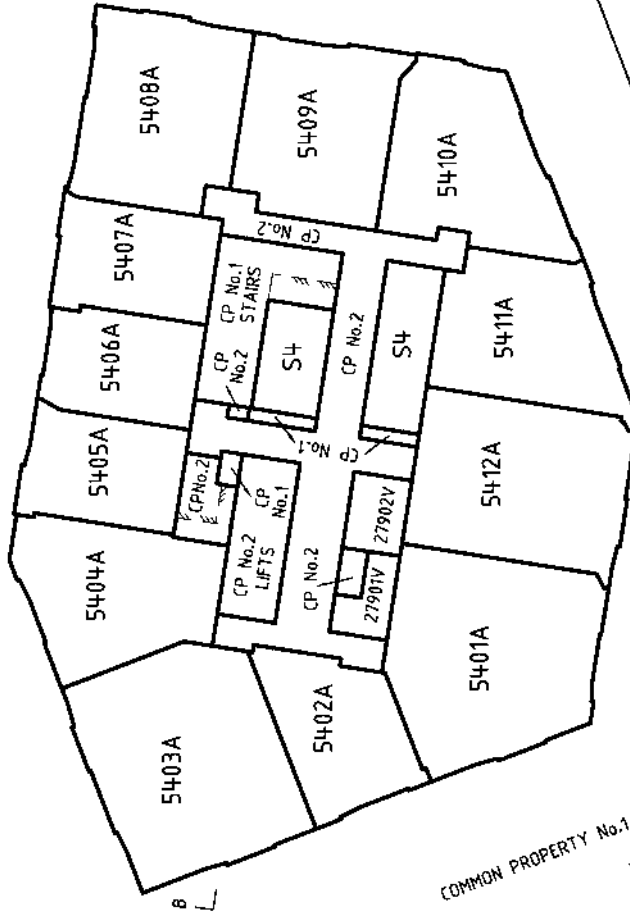 5408A
5409A
5410A
5407A
CP No.2
CP No.1
STAIRS
5406A
CP
No.2
S4
CP No.2
S4
5411A
5405A
CP No.1
CP
5412A
CPNo.2
CP
No.1
27902V
5404A
CP No.2
LIFTS
CP No.2
27901V
5401A
5402A
5403A
B
COMMON PROPERTY No.1